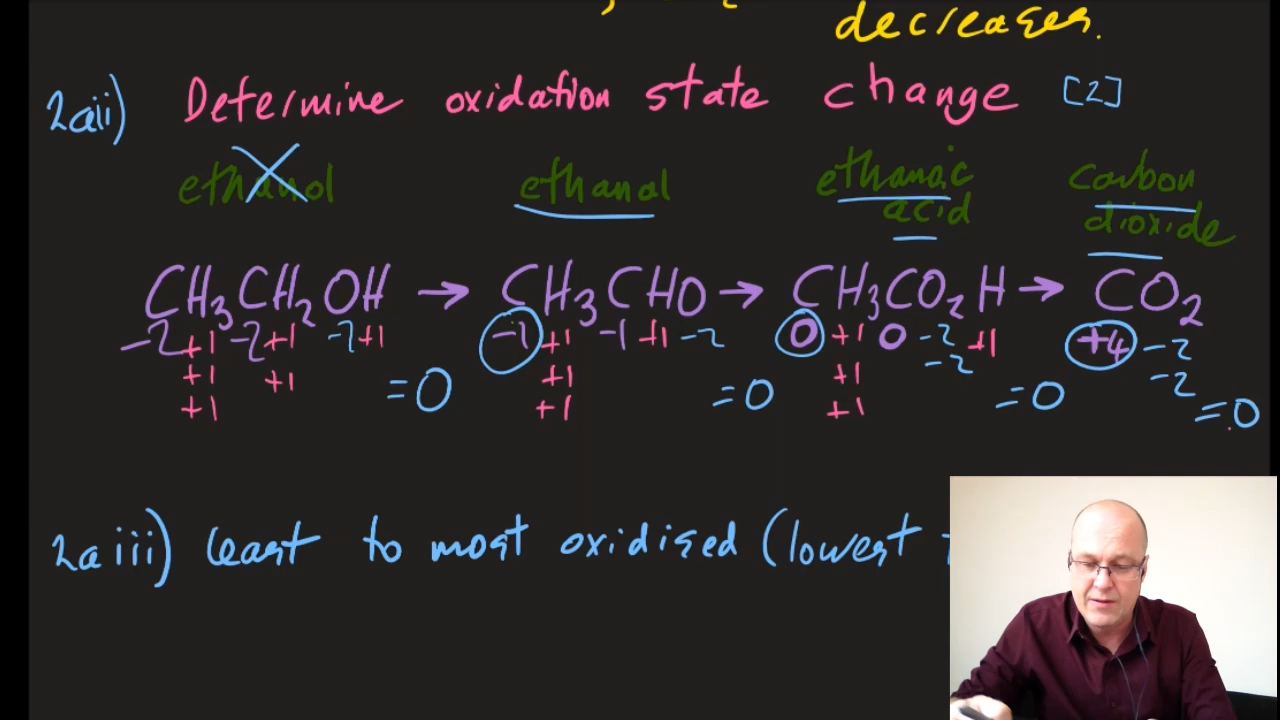 decreases.
2aii) Determine oxidation state change [2]
ethanol ethanal ethanoic acid carbon dioxide
CH3CH2OH → CH3CHO → CH3CO2H → CO2
-2 +1 -2 +1 -2 +1 -1 +1 -1 +1 -2 0 +1 0 -2 +1 +4 -2
+1 +1 =0 +1 =0 +1 -2 =0 -2
+1 +1 +1 =0
2aiii) least to most oxidised (lowest